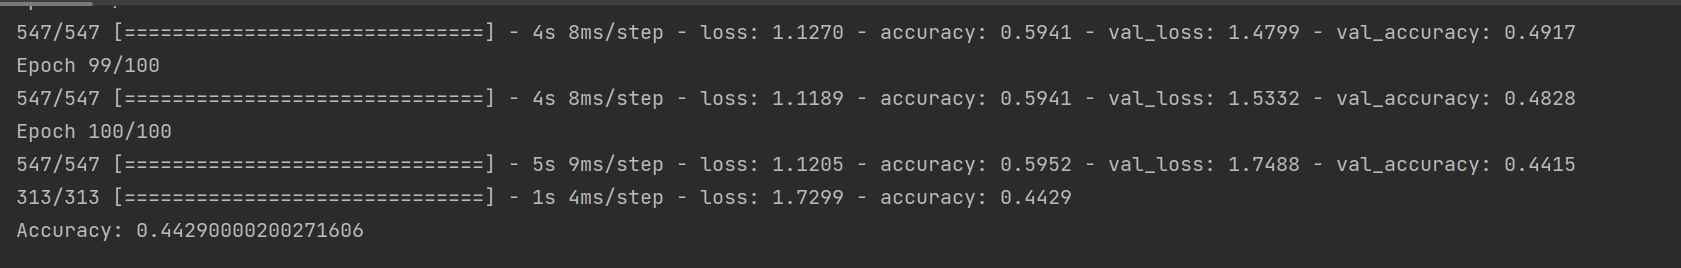 547/547 [==============================] - 4s 8ms/step - loss: 1.1270 - accuracy: 0.5941 - val_loss: 1.4799 - val_accuracy: 0.4917
Epoch 99/100
547/547 [==============================] - 4s 8ms/step - loss: 1.1189 - accuracy: 0.5941 - val_loss: 1.5332 - val_accuracy: 0.4828
Epoch 100/100
547/547 [==============================] - 5s 9ms/step - loss: 1.1205 - accuracy: 0.5952 - val_loss: 1.7488 - val_accuracy: 0.4415
313/313 [==============================] - 1s 4ms/step - loss: 1.7299 - accuracy: 0.4429
Accuracy: 0.44290000200271606